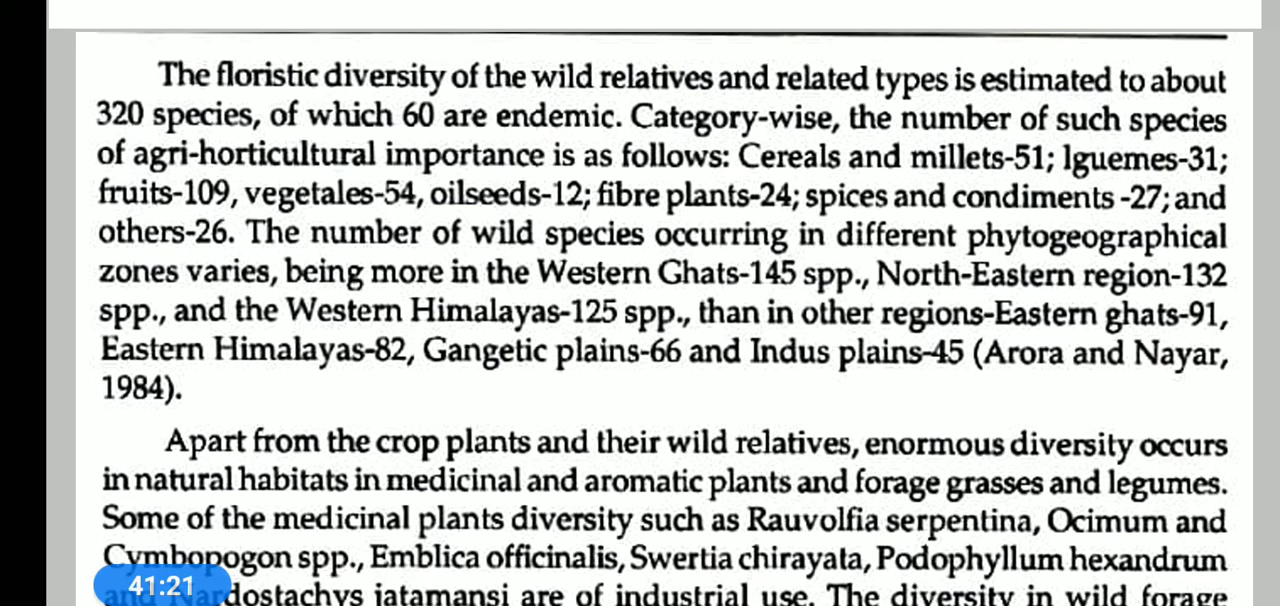 The floristic diversity of the wild relatives and related types is estimated to about
320 species, of which 60 are endemic. Category-wise, the number of such species
of agri-horticultural importance is as follows: Cereals and millets-51; lguemes-31;
fruits-109, vegetales-54, oilseeds-12; fibre plants-24; spices and condiments -27; and
others-26. The number of wild species occurring in different phytogeographical
zones varies, being more in the Western Ghats-145 spp., North-Eastern region-132
spp., and the Western Himalayas-125 spp., than in other regions-Eastern ghats-91,
Eastern Himalayas-82, Gangetic plains-66 and Indus plains-45 (Arora and Nayar,
1984).
Apart from the crop plants and their wild relatives, enormous diversity occurs
in natural habitats in medicinal and aromatic plants and forage grasses and legumes.
Some of the medicinal plants diversity such as Rauvolfia serpentina, Ocimum and
Cymbopogon spp., Emblica officinalis, Swertia chirayata, Podophyllum hexandrum
and Nardostachys jatamansi are of industrial use. The diversity in wild forage
41:21